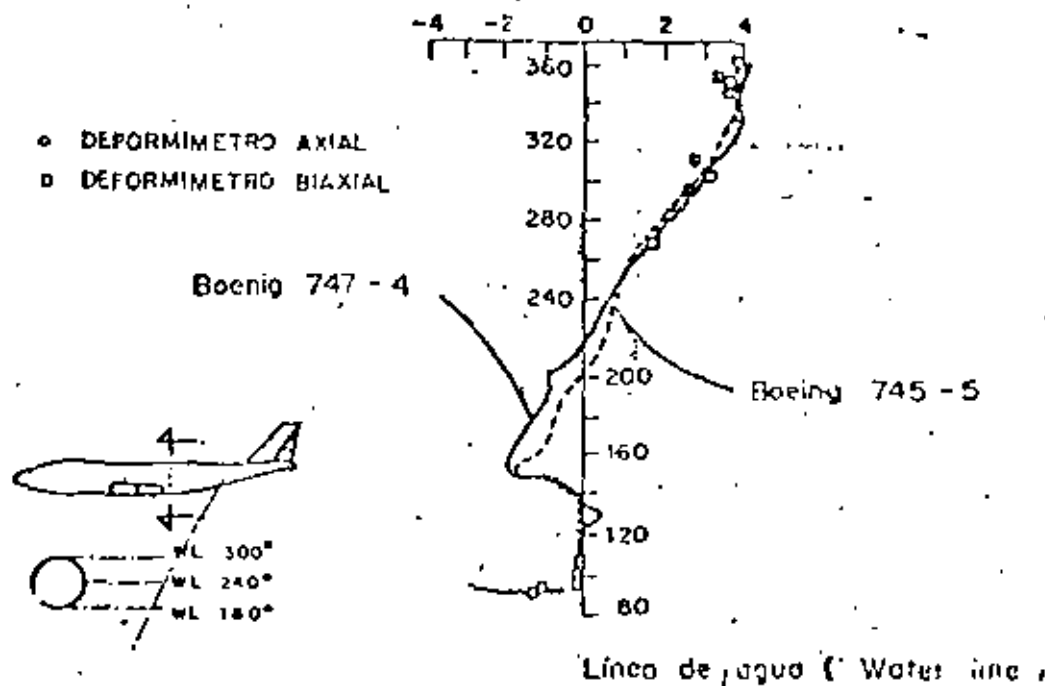 -4 -2 0 2 4
360
o DEFORMIMETRO AXIAL
320
□ DEFORMIMETRO BIAXIAL
280
Boenig 747 - 4
240
200
Boeing 745 - 5
160
120
WL 300"
WL 240"
WL 180"
80
Línea de agua ( Water line